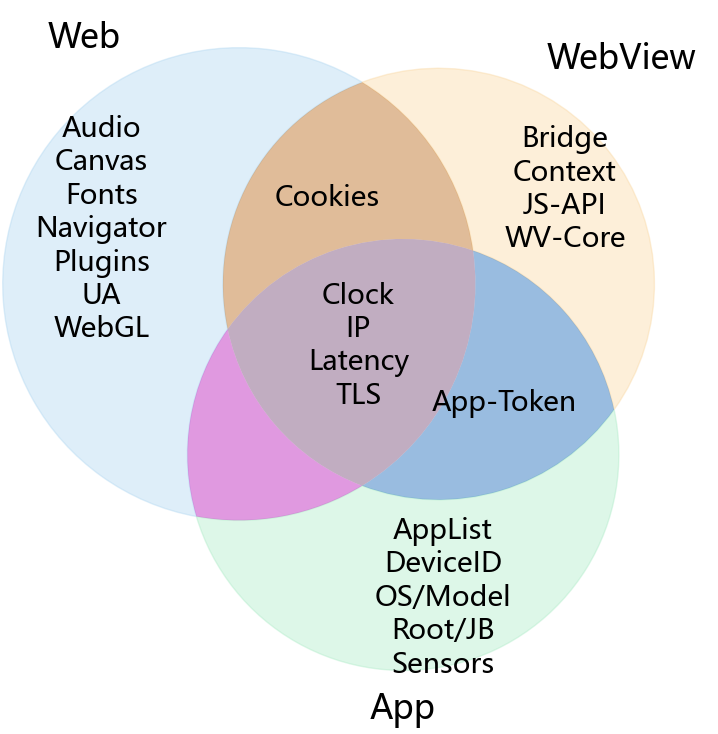 Web
WebView
Audio
Canvas
Fonts
Navigator
Plugins
UA
WebGL
Cookies
Bridge
Context
JS-API
WV-Core
Clock
IP
Latency
TLS
App-Token
AppList
DeviceID
OS/Model
Root/JB
Sensors
App